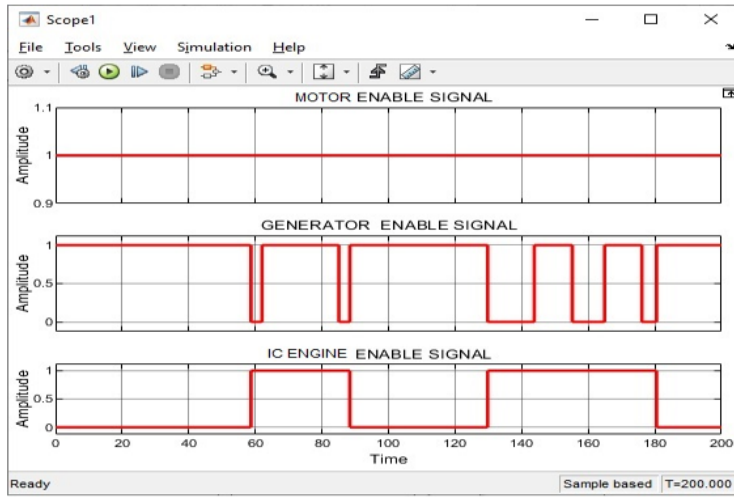 Scope1
File Tools View Simulation Help
MOTOR ENABLE SIGNAL
1.1
1
0.9
Amplitude
GENERATOR ENABLE SIGNAL
1
0.5
0
Amplitude
IC ENGINE ENABLE SIGNAL
1
0.5
0
Amplitude
0 20 40 60 80 100 120 140 160 180 200
Time
Ready Sample based T=200.000